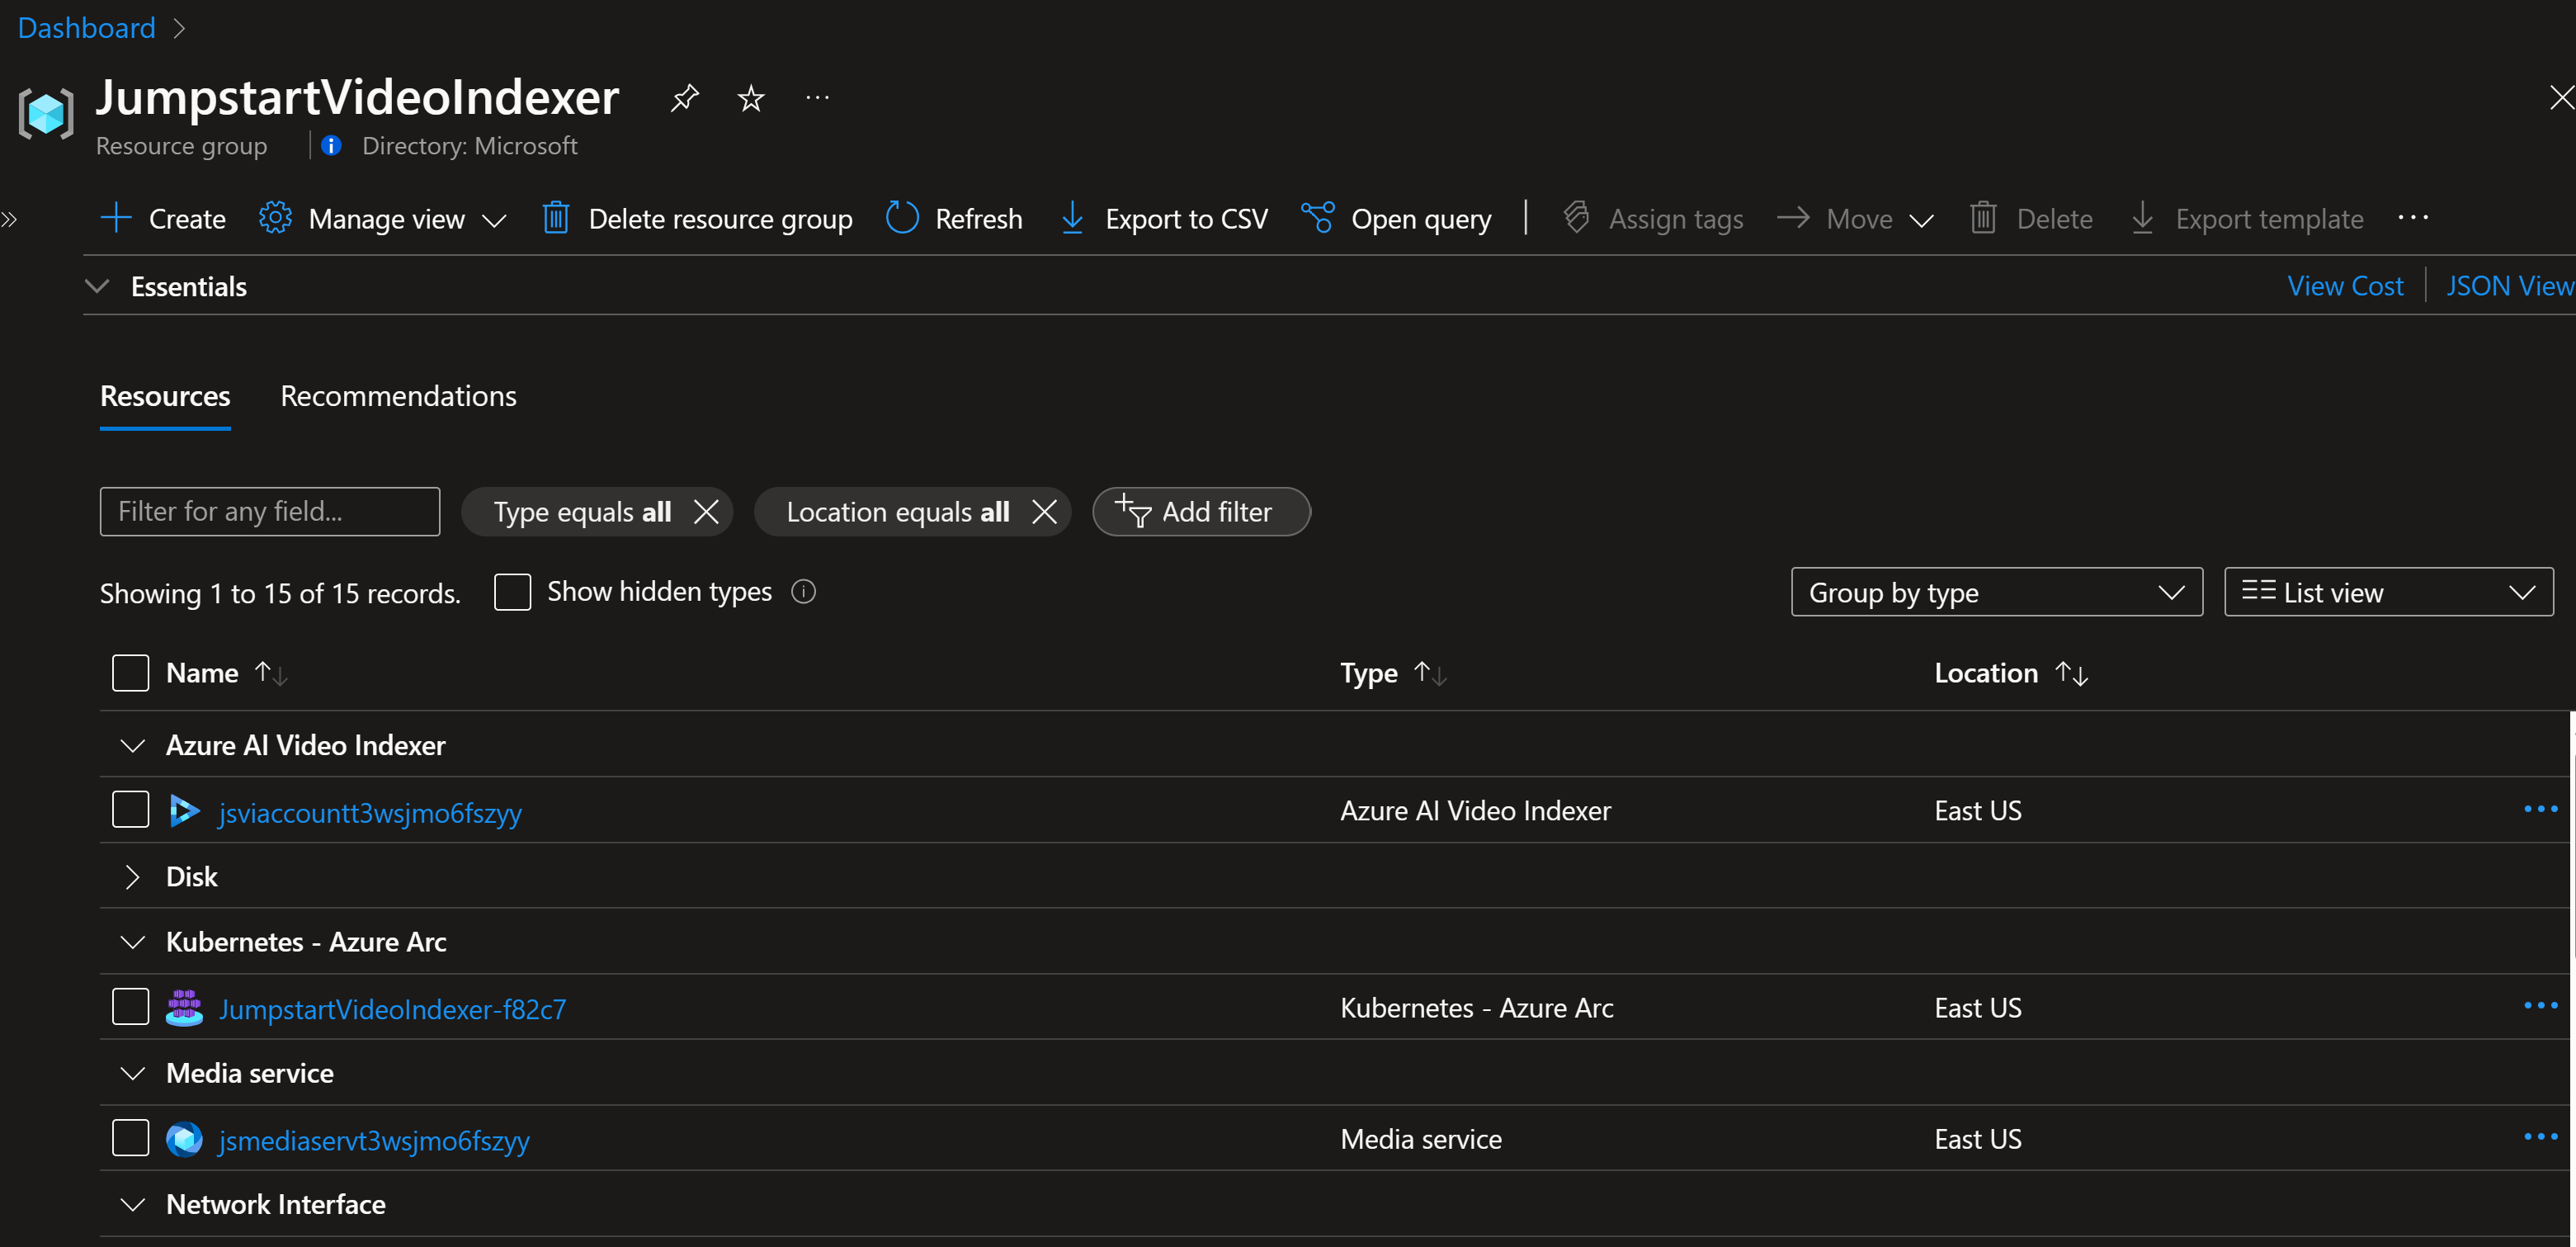 Dashboard
JumpstartVideoIndexer
Resource group
Directory: Microsoft
Create
Manage view
Delete resource group
Refresh
Export to CSV
Open query
Assign tags
Move
Delete
Export template
Essentials
View Cost
JSON View
Resources
Recommendations
Filter for any field...
Type equals all
Location equals all
Add filter
Showing 1 to 15 of 15 records.
Show hidden types
Group by type
List view
Name
Type
Location
Azure AI Video Indexer
jsviaccountt3wsjmo6fszyy
Azure AI Video Indexer
East US
Disk
Kubernetes - Azure Arc
JumpstartVideoIndexer-f82c7
Kubernetes - Azure Arc
East US
Media service
jsmediaservt3wsjmo6fszyy
Media service
East US
Network Interface